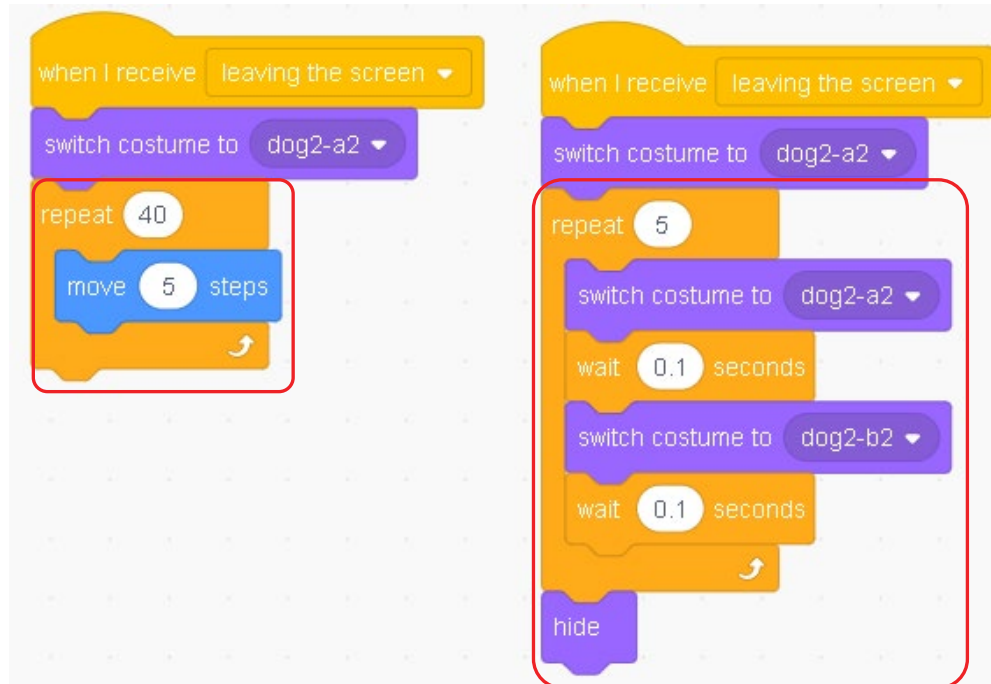 when I receive leaving the screen
switch costume to dog2-a2
repeat 40
move 5 steps
when I receive leaving the screen
switch costume to dog2-a2
repeat 5
switch costume to dog2-a2
wait 0.1 seconds
switch costume to dog2-b2
wait 0.1 seconds
hide